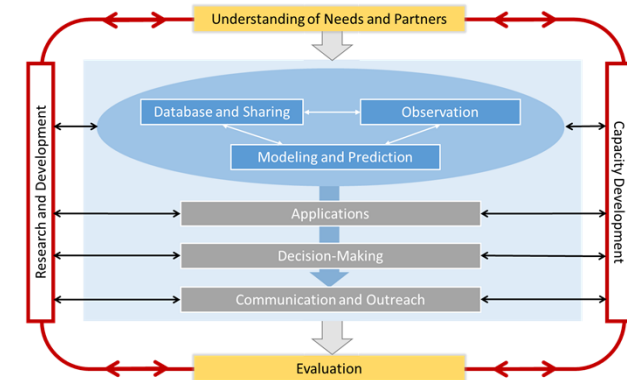 Understanding of Needs and Partners
Research and Development
Capacity Development
Database and Sharing
Observation
Modeling and Prediction
Applications
Decision-Making
Communication and Outreach
Evaluation